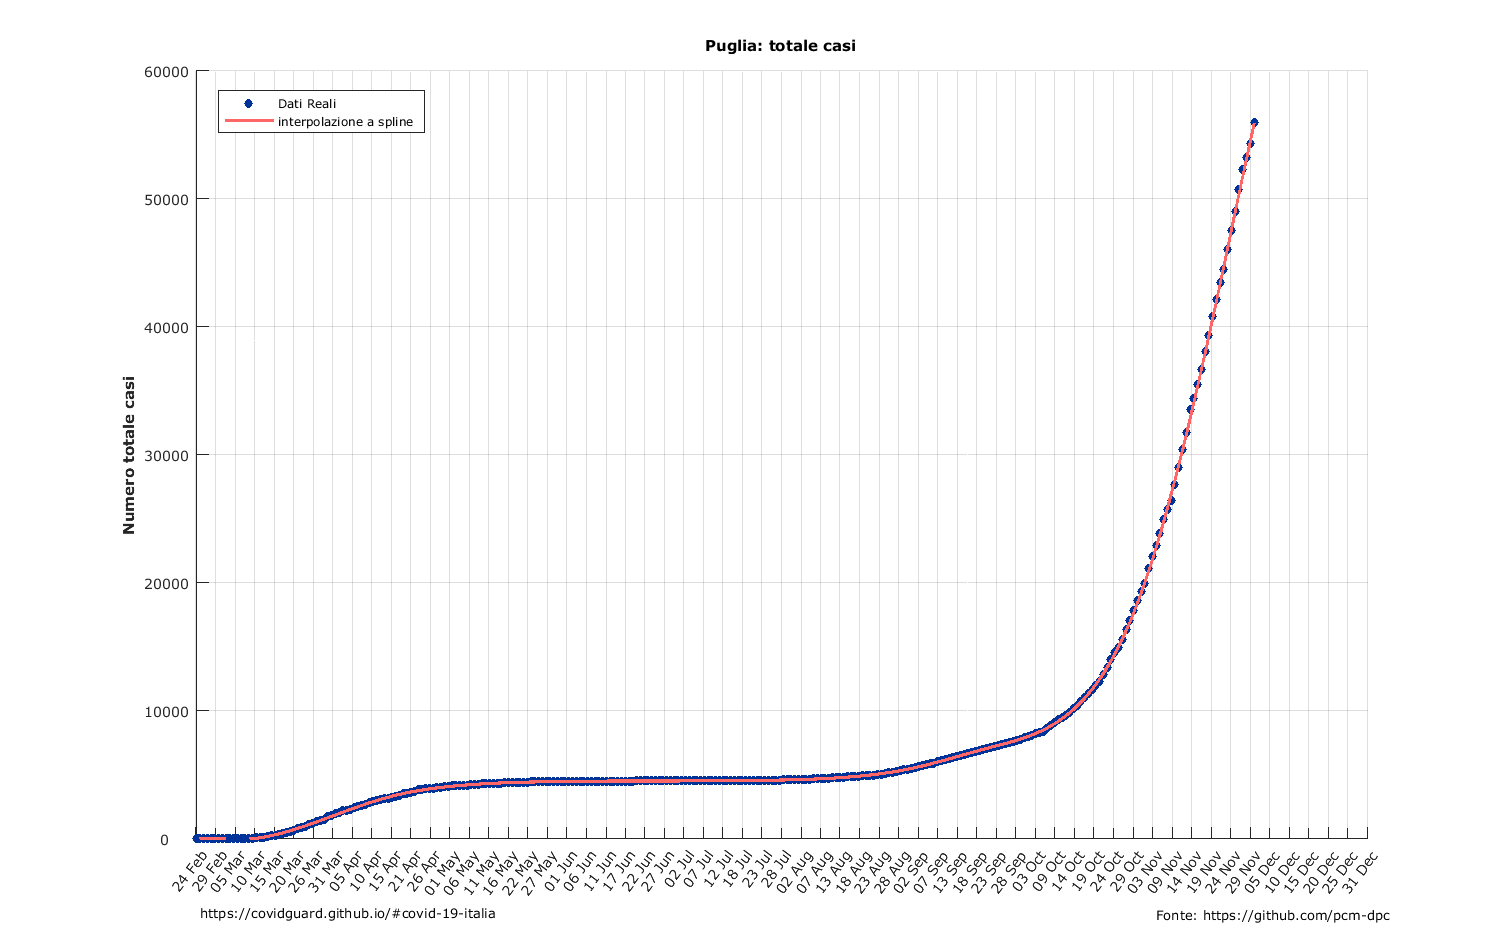 Puglia: totale casi
60000
50000
40000
30000
20000
10000
0
Numero totale casi
Dati Reali
interpolazione a spline
24 Feb
29 Feb
05 Mar
10 Mar
15 Mar
20 Mar
26 Mar
31 Mar
05 Apr
10 Apr
15 Apr
21 Apr
26 Apr
01 May
06 May
11 May
16 May
22 May
27 May
01 Jun
06 Jun
11 Jun
17 Jun
22 Jun
27 Jun
02 Jul
07 Jul
12 Jul
18 Jul
23 Jul
28 Jul
02 Aug
07 Aug
13 Aug
18 Aug
23 Aug
28 Aug
02 Sep
07 Sep
13 Sep
18 Sep
23 Sep
28 Sep
03 Oct
09 Oct
14 Oct
19 Oct
24 Oct
29 Oct
03 Nov
09 Nov
14 Nov
19 Nov
24 Nov
29 Nov
05 Dec
10 Dec
15 Dec
20 Dec
25 Dec
31 Dec
https://covidguard.github.io/#covid-19-italia
Fonte: https://github.com/pcm-dpc